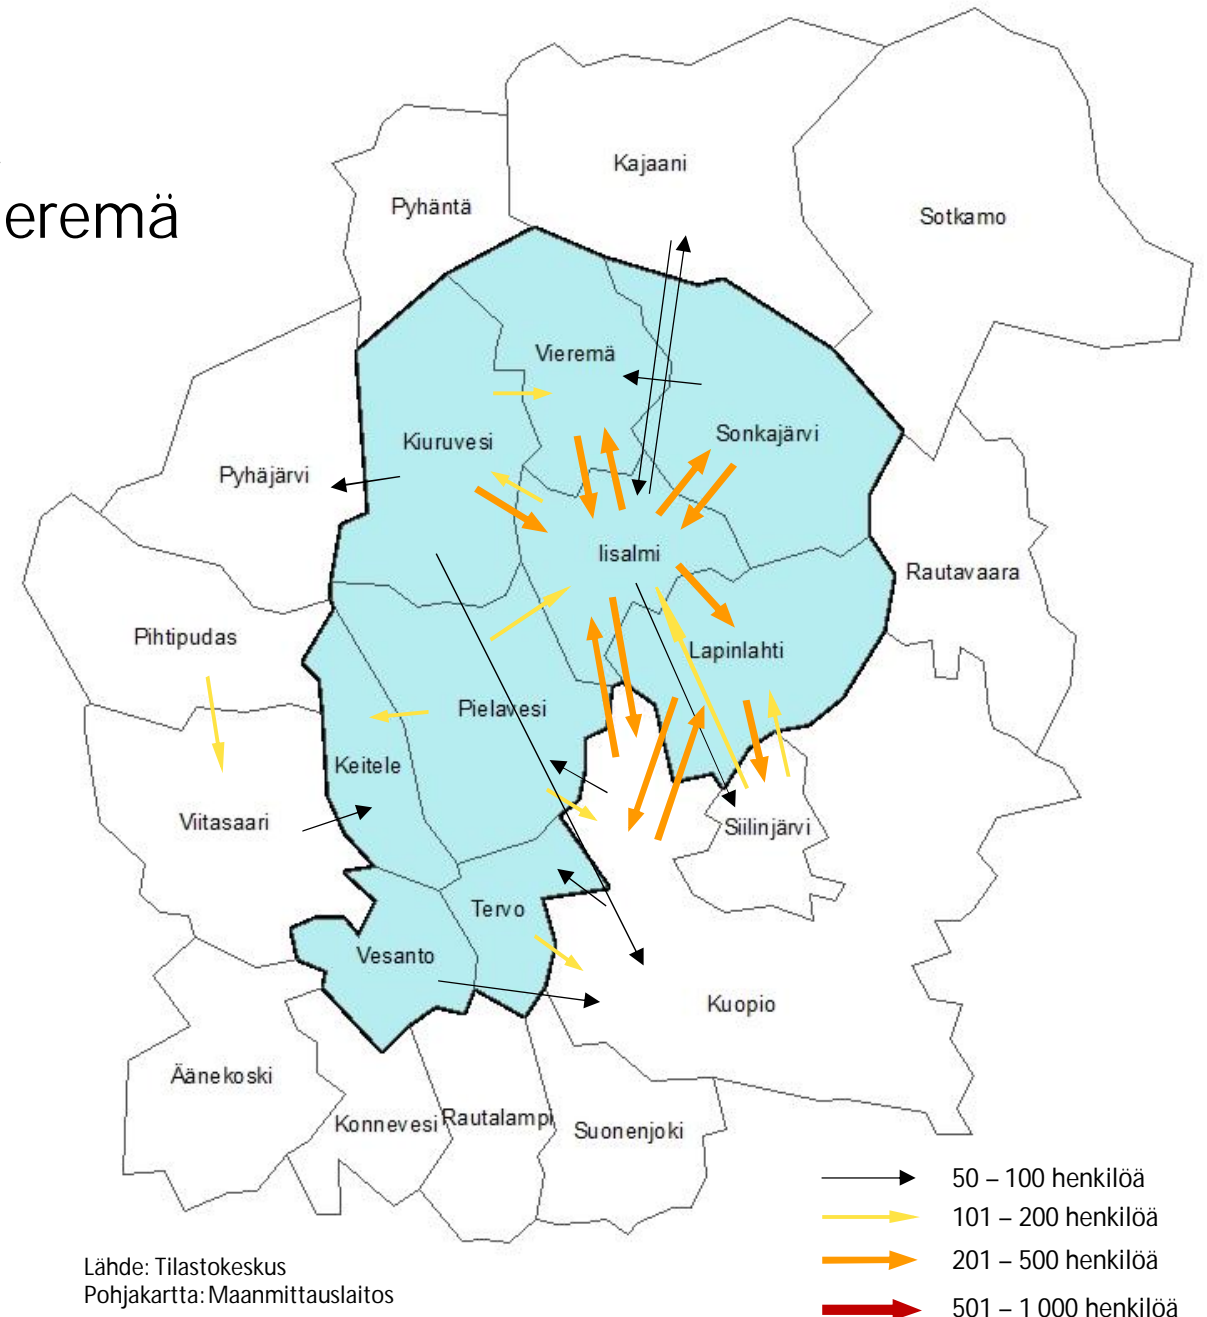 eremä
Kajaani
Pyhäntä
Sotkamo
Vieremä
Sonkajärvi
Kiuruvesi
Pyhäjärvi
Iisalmi
Rautavaara
Pihtipudas
Lapinlahti
Pielavesi
Keitele
Viitasaari
Siilinjärvi
Tervo
Vesanto
Kuopio
Äänekoski
Konnevesi
Rautalampi
Suonenjoki
50 – 100 henkilöä
101 – 200 henkilöä
201 – 500 henkilöä
501 – 1 000 henkilöä
Lähde: Tilastokeskus
Pohjakartta: Maanmittauslaitos